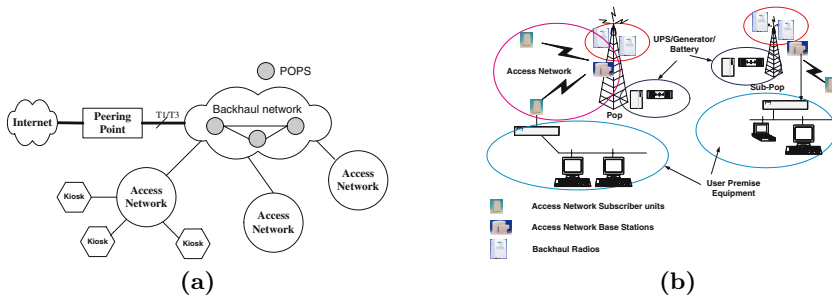 POPS
Backhaul network
Internet
Peering
Point
T1/T3
Access
Network
Access
Network
Access
Network
Kiosk
Kiosk
Kiosk
(a)
UPS/Generator/
Battery
Access Network
Pop
Sub-Pop
User Premise
Equipment
Access Network Subscriber units
Access Network Base Stations
Backhaul Radios
(b)